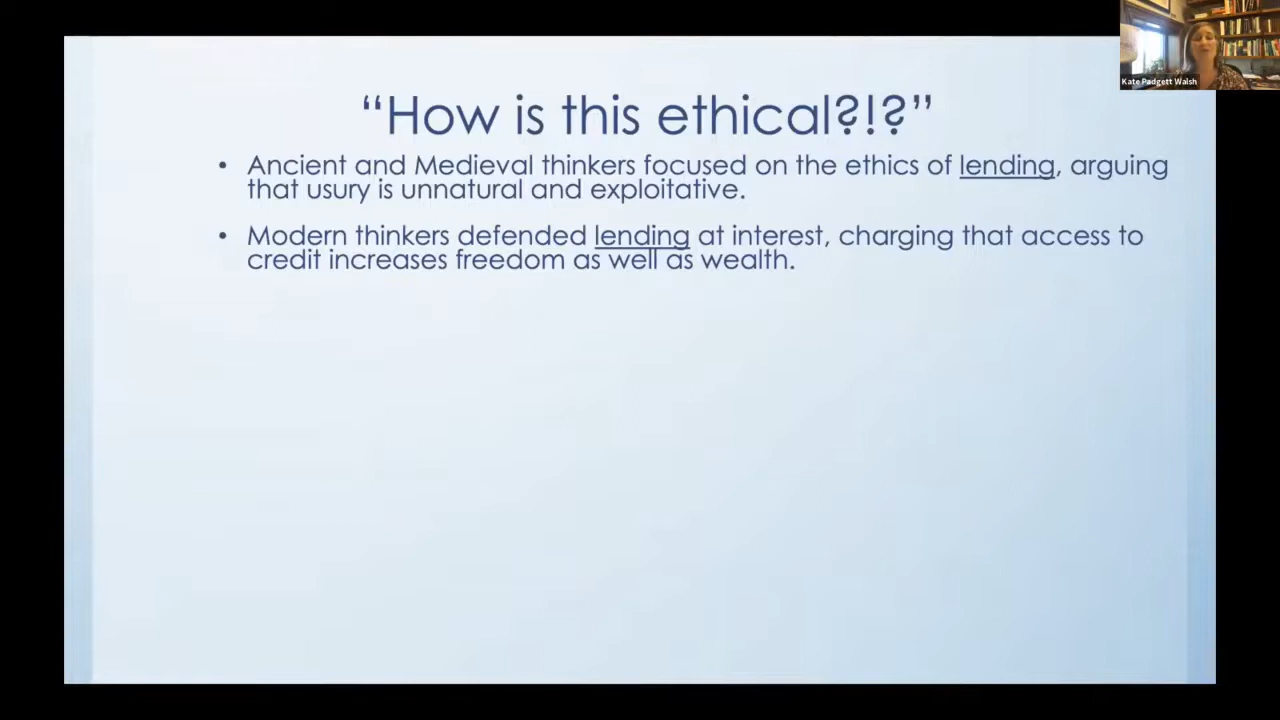 Kate Padgett Walsh
“How is this ethical?!?”
• Ancient and Medieval thinkers focused on the ethics of lending, arguing
that usury is unnatural and exploitative.
• Modern thinkers defended lending at interest, charging that access to
credit increases freedom as well as wealth.